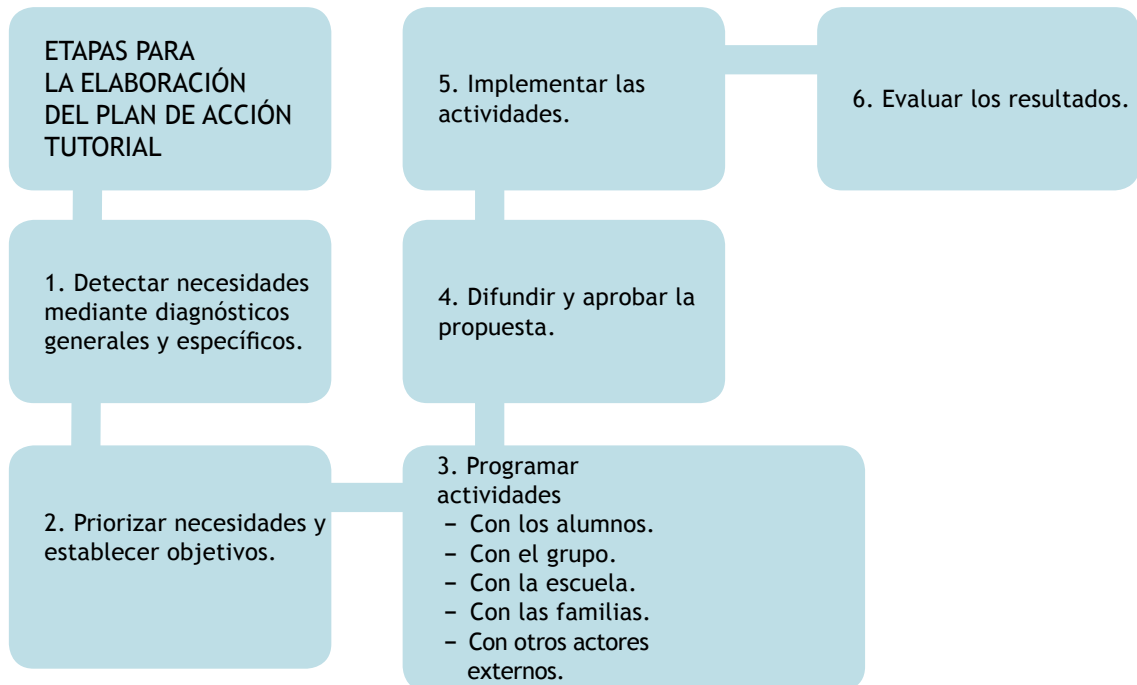 ETAPAS PARA
LA ELABORACIÓN
DEL PLAN DE ACCIÓN
TUTORIAL
1. Detectar necesidades
mediante diagnósticos
generales y específicos.
2. Priorizar necesidades y
establecer objetivos.
3. Programar
actividades
– Con los alumnos.
– Con el grupo.
– Con la escuela.
– Con las familias.
– Con otros actores
externos.
4. Difundir y aprobar la
propuesta.
5. Implementar las
actividades.
6. Evaluar los resultados.